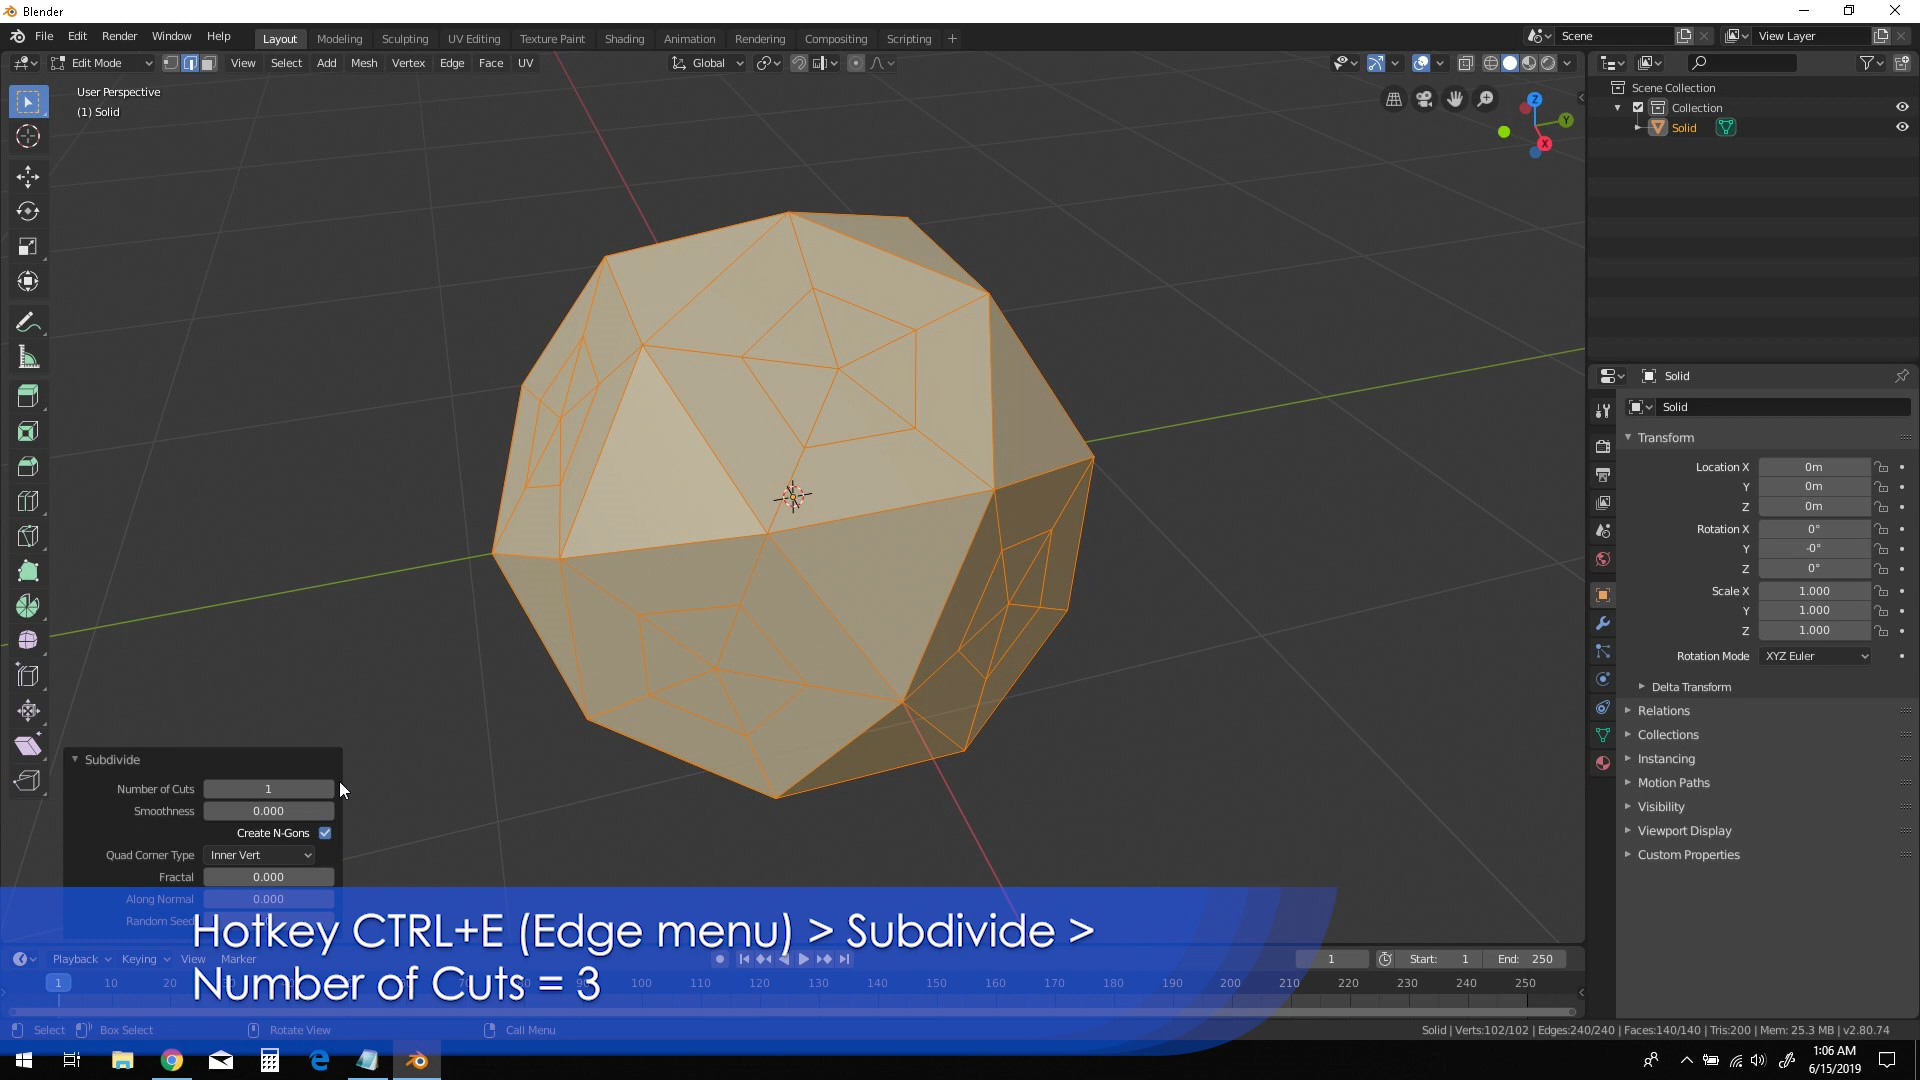 Blender
File Edit Render Window Help
Layout Modeling Sculpting UV Editing Texture Paint Shading Animation Rendering Compositing Scripting +
Scene
View Layer
Edit Mode View Select Add Mesh Vertex Edge Face UV
Global
User Perspective
(1) Solid
Z
Y
X
Scene Collection
Collection
Solid
Solid
Solid
Transform
Location X 0m
Y 0m
Z 0m
Rotation X 0°
Y -0°
Z 0°
Scale X 1.000
Y 1.000
Z 1.000
Rotation Mode XYZ Euler
Delta Transform
Relations
Collections
Instancing
Motion Paths
Visibility
Viewport Display
Custom Properties
Subdivide
Number of Cuts 1
Smoothness 0.000
Create N-Gons
Quad Corner Type Inner Vert
Fractal 0.000
Along Normal 0.000
Random Seed
Hotkey CTRL+E (Edge menu) > Subdivide >
Number of Cuts = 3
Playback Keying View Marker
1 Start: 1 End: 250
1 10 100 110 120 130 140 150 160 170 180 190 200 210 220 230 240 250
Select Box Select Rotate View Call Menu
Solid | Verts:102/102 | Edges:240/240 | Faces:140/140 | Tris:200 | Mem: 25.3 MB | v2.80.74
1:06 AM
6/15/2019